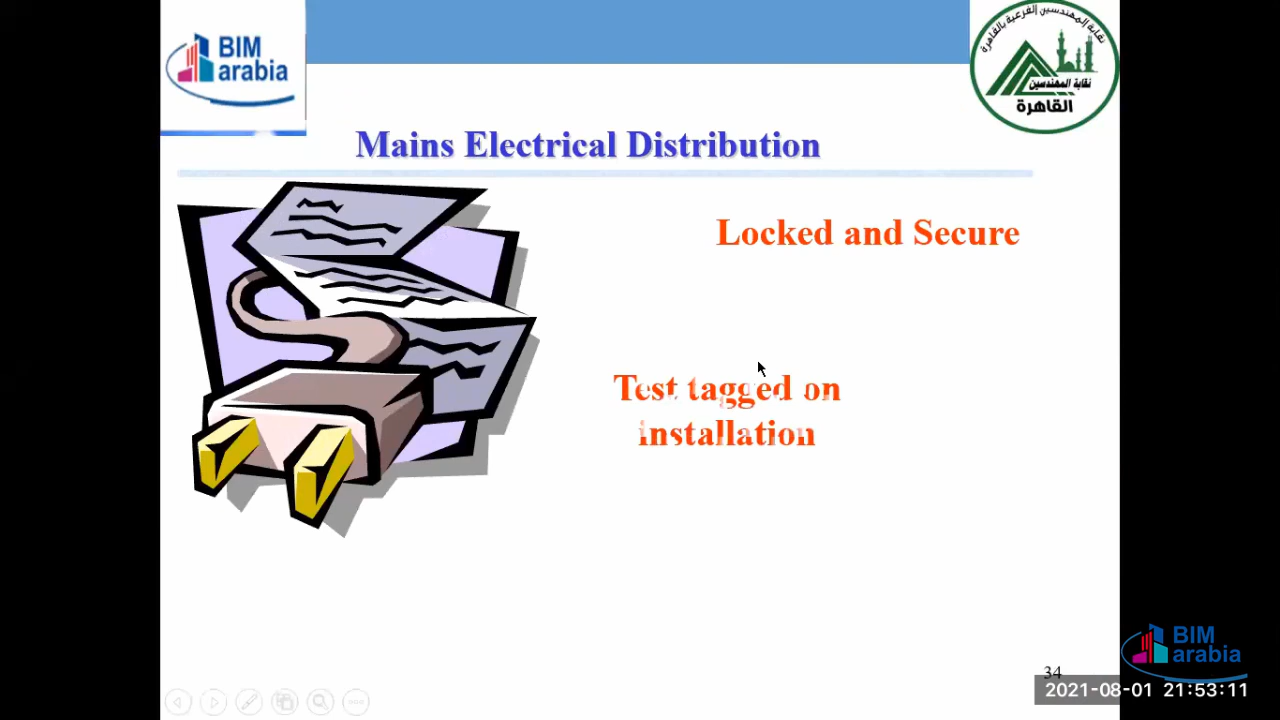 BIM
arabia
نقابة المهندسين الفرعية بالقاهرة
نقابة المهندسين
القاهرة
Mains Electrical Distribution
Locked and Secure
Test tagged on
installation
34
BIM
arabia
2021-08-01 21:53:11